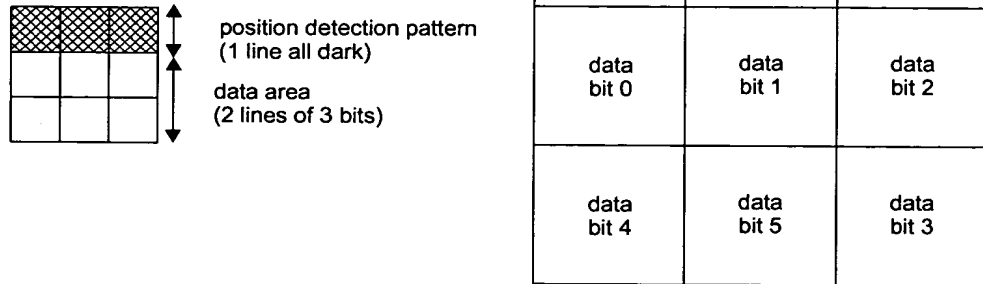 position detection pattern
(1 line all dark)
data area
(2 lines of 3 bits)
data
bit 0
data
bit 1
data
bit 2
data
bit 4
data
bit 5
data
bit 3